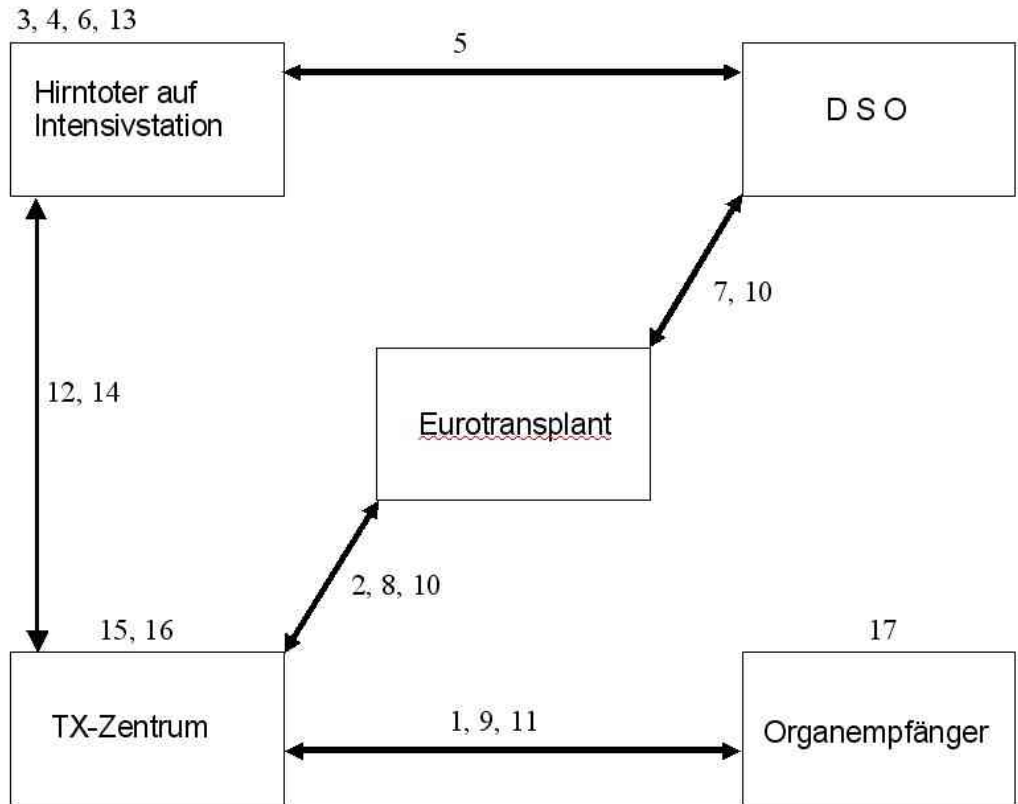 3, 4, 6, 13
5
Hirntoter auf
Intensivstation
D S O
7, 10
12, 14
Eurotransplant
2, 8, 10
15, 16
17
TX-Zentrum
1, 9, 11
Organempfänger